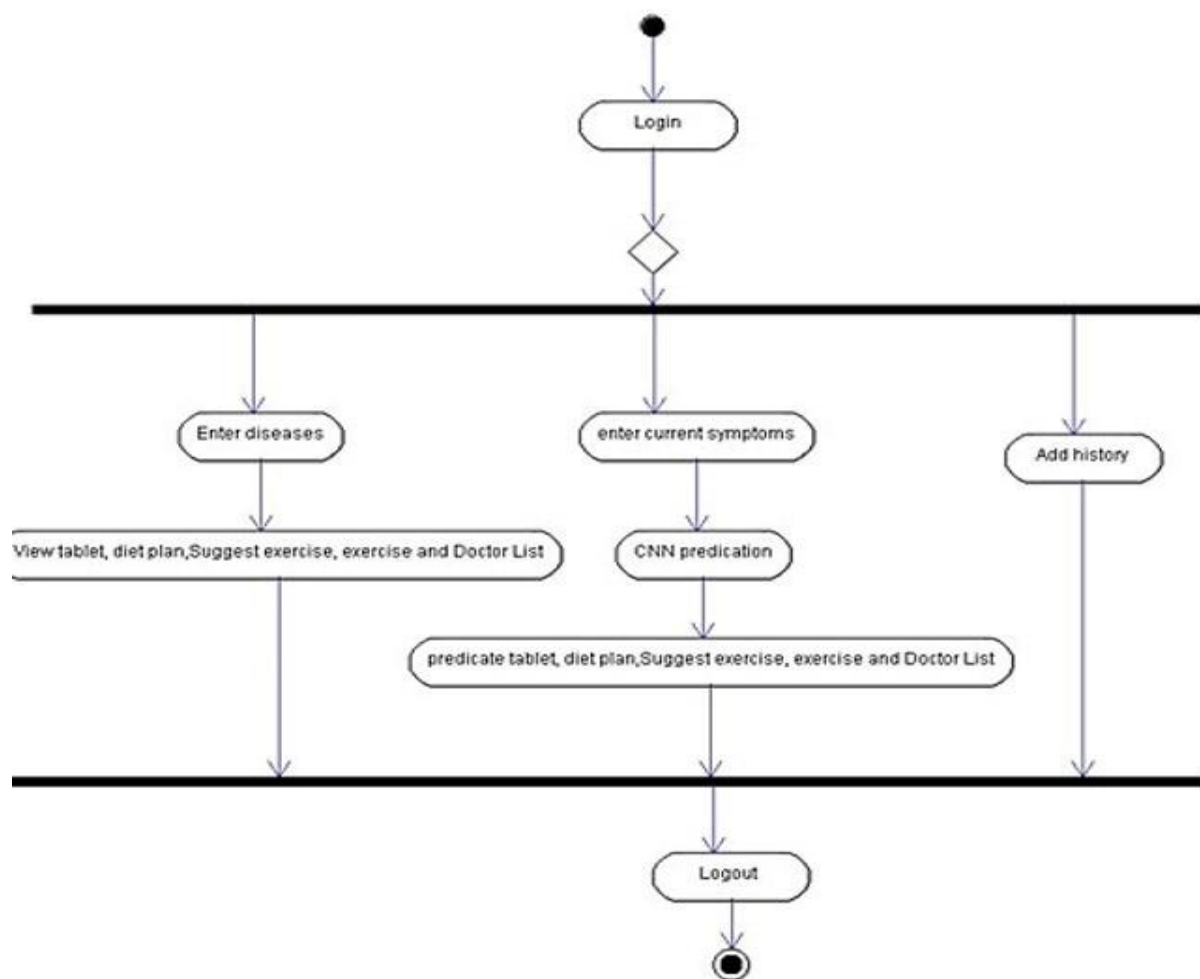 Login
Enter diseases
enter current symptoms
Add history
View tablet, diet plan,Suggest exercise, exercise and Doctor List
CNN predication
predicate tablet, diet plan,Suggest exercise, exercise and Doctor List
Logout